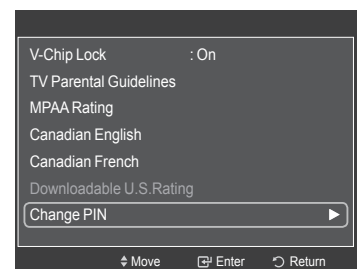 V-Chip Lock : On
TV Parental Guidelines
MPAA Rating
Canadian English
Canadian French
Downloadable U.S.Rating
Change PIN
Move Enter Return